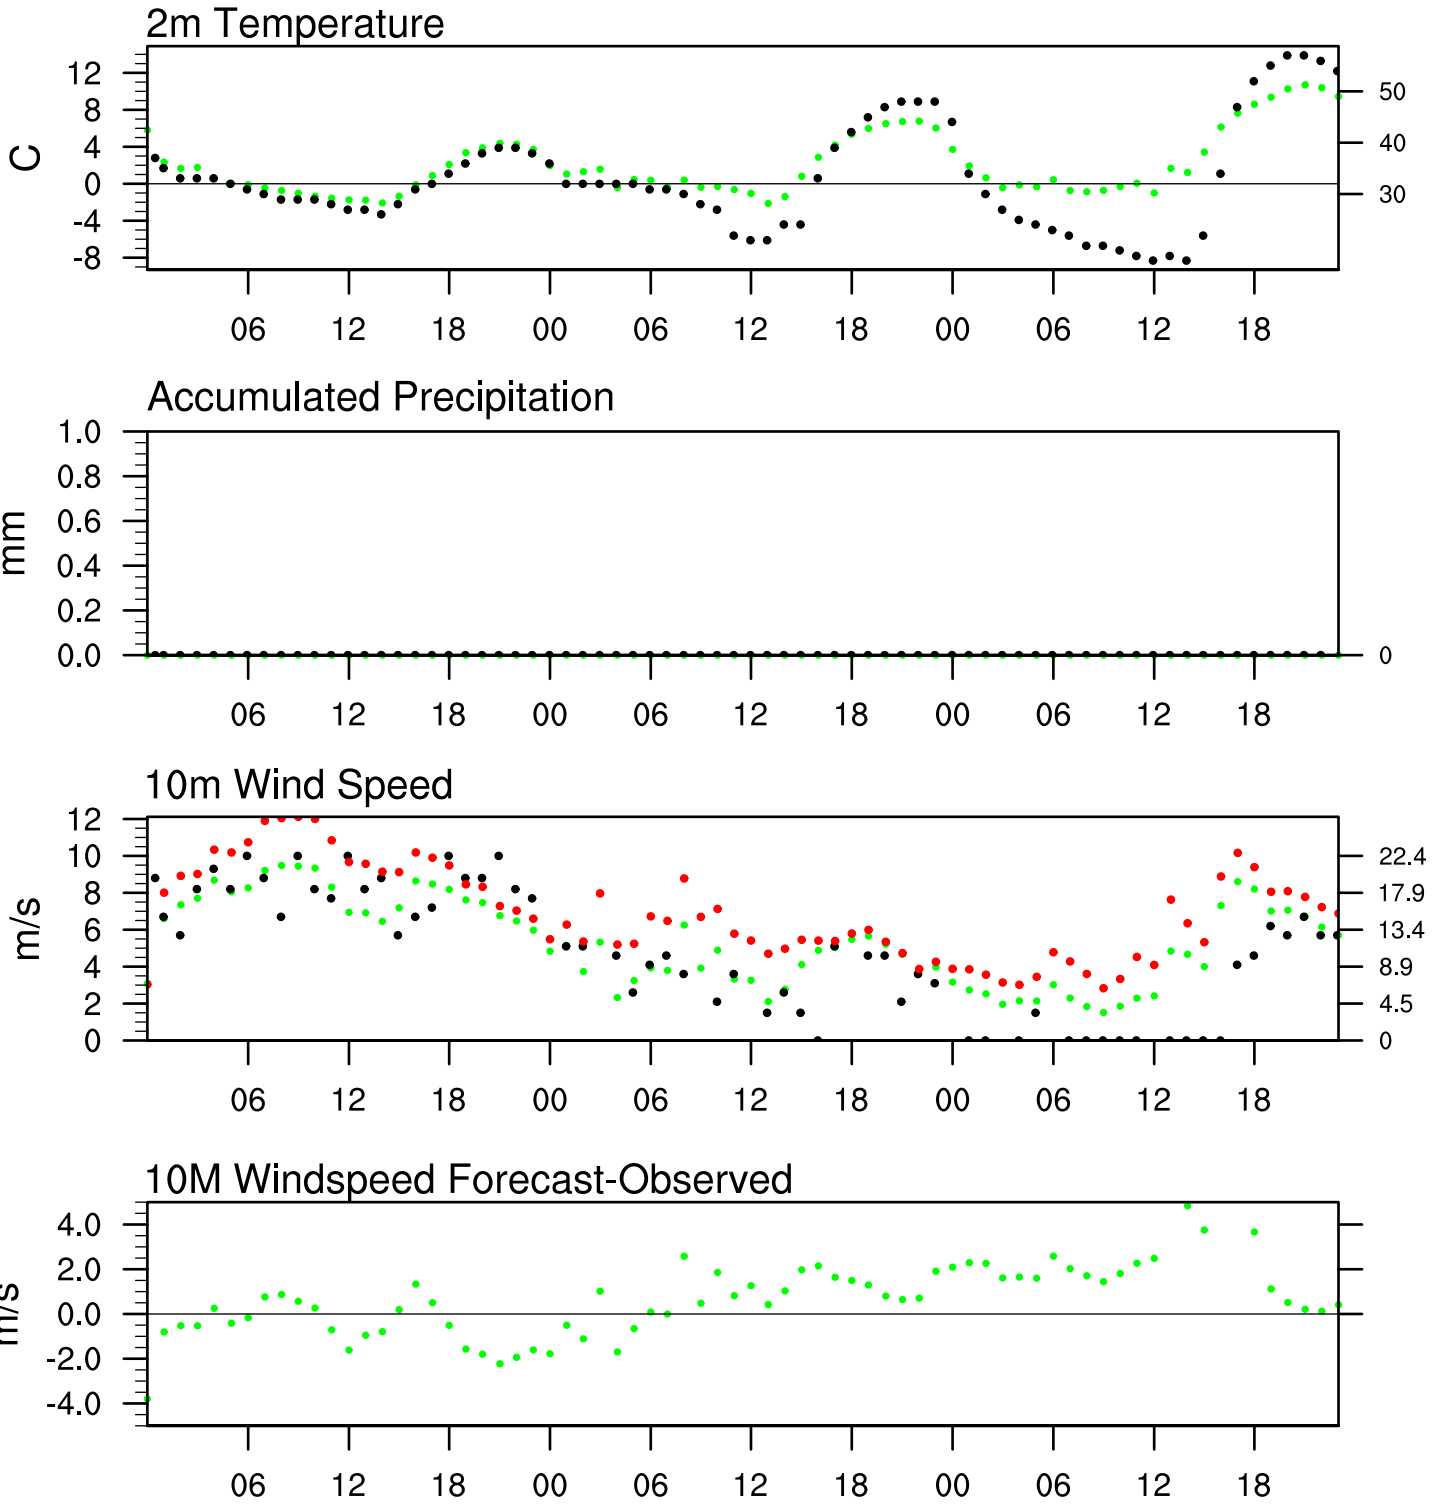 2m Temperature
C
12
8
4
0
-4
-8
50
40
30
06 12 18 00 06 12 18 00 06 12 18
Accumulated Precipitation
mm
1.0
0.8
0.6
0.4
0.2
0.0
0
06 12 18 00 06 12 18 00 06 12 18
10m Wind Speed
m/s
12
10
8
6
4
2
0
22.4
17.9
13.4
8.9
4.5
0
06 12 18 00 06 12 18 00 06 12 18
10M Windspeed Forecast-Observed
m/s
4.0
2.0
0.0
-2.0
-4.0
06 12 18 00 06 12 18 00 06 12 18